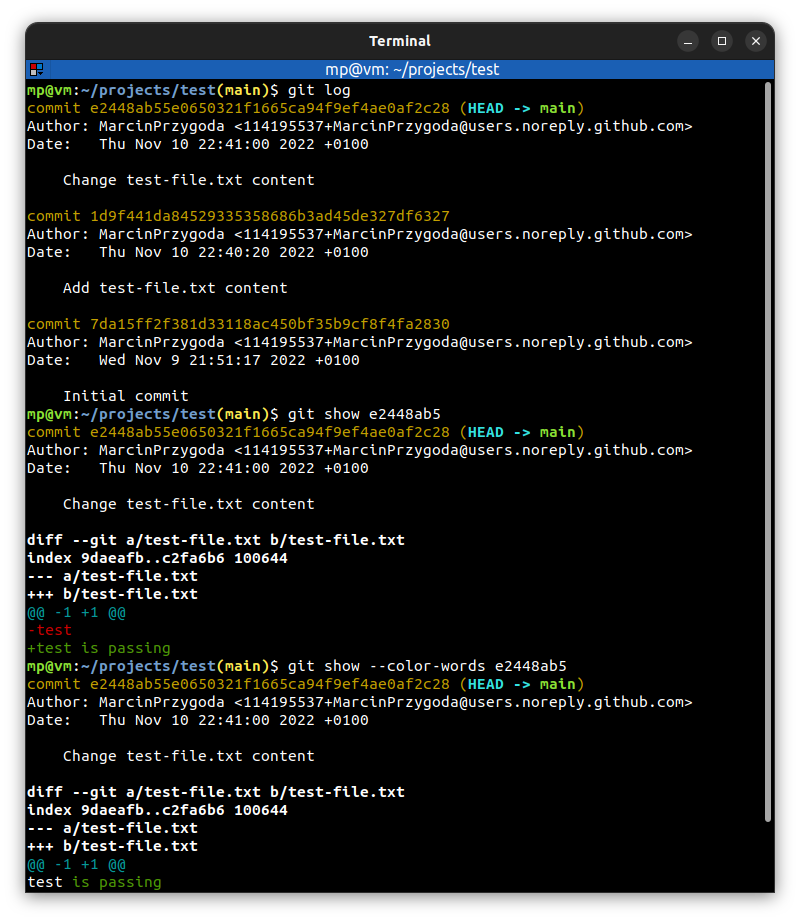 Terminal
mp@vm: ~/projects/test
mp@vm:~/projects/test(main)$ git log
commit e2448ab55e0650321f1665ca94f9ef4ae0af2c28 (HEAD -> main)
Author: MarcinPrzygoda <114195537+MarcinPrzygoda@users.noreply.github.com>
Date:   Thu Nov 10 22:41:00 2022 +0100
    Change test-file.txt content
commit 1d9f441da84529335358686b3ad45de327df6327
Author: MarcinPrzygoda <114195537+MarcinPrzygoda@users.noreply.github.com>
Date:   Thu Nov 10 22:40:20 2022 +0100
    Add test-file.txt content
commit 7da15ff2f381d33118ac450bf35b9cf8f4fa2830
Author: MarcinPrzygoda <114195537+MarcinPrzygoda@users.noreply.github.com>
Date:   Wed Nov 9 21:51:17 2022 +0100
    Initial commit
mp@vm:~/projects/test(main)$ git show e2448ab5
commit e2448ab55e0650321f1665ca94f9ef4ae0af2c28 (HEAD -> main)
Author: MarcinPrzygoda <114195537+MarcinPrzygoda@users.noreply.github.com>
Date:   Thu Nov 10 22:41:00 2022 +0100
    Change test-file.txt content
diff --git a/test-file.txt b/test-file.txt
index 9daeafb..c2fa6b6 100644
--- a/test-file.txt
+++ b/test-file.txt
@@ -1 +1 @@
-test
+test is passing
mp@vm:~/projects/test(main)$ git show --color-words e2448ab5
commit e2448ab55e0650321f1665ca94f9ef4ae0af2c28 (HEAD -> main)
Author: MarcinPrzygoda <114195537+MarcinPrzygoda@users.noreply.github.com>
Date:   Thu Nov 10 22:41:00 2022 +0100
    Change test-file.txt content
diff --git a/test-file.txt b/test-file.txt
index 9daeafb..c2fa6b6 100644
--- a/test-file.txt
+++ b/test-file.txt
@@ -1 +1 @@
test is passing